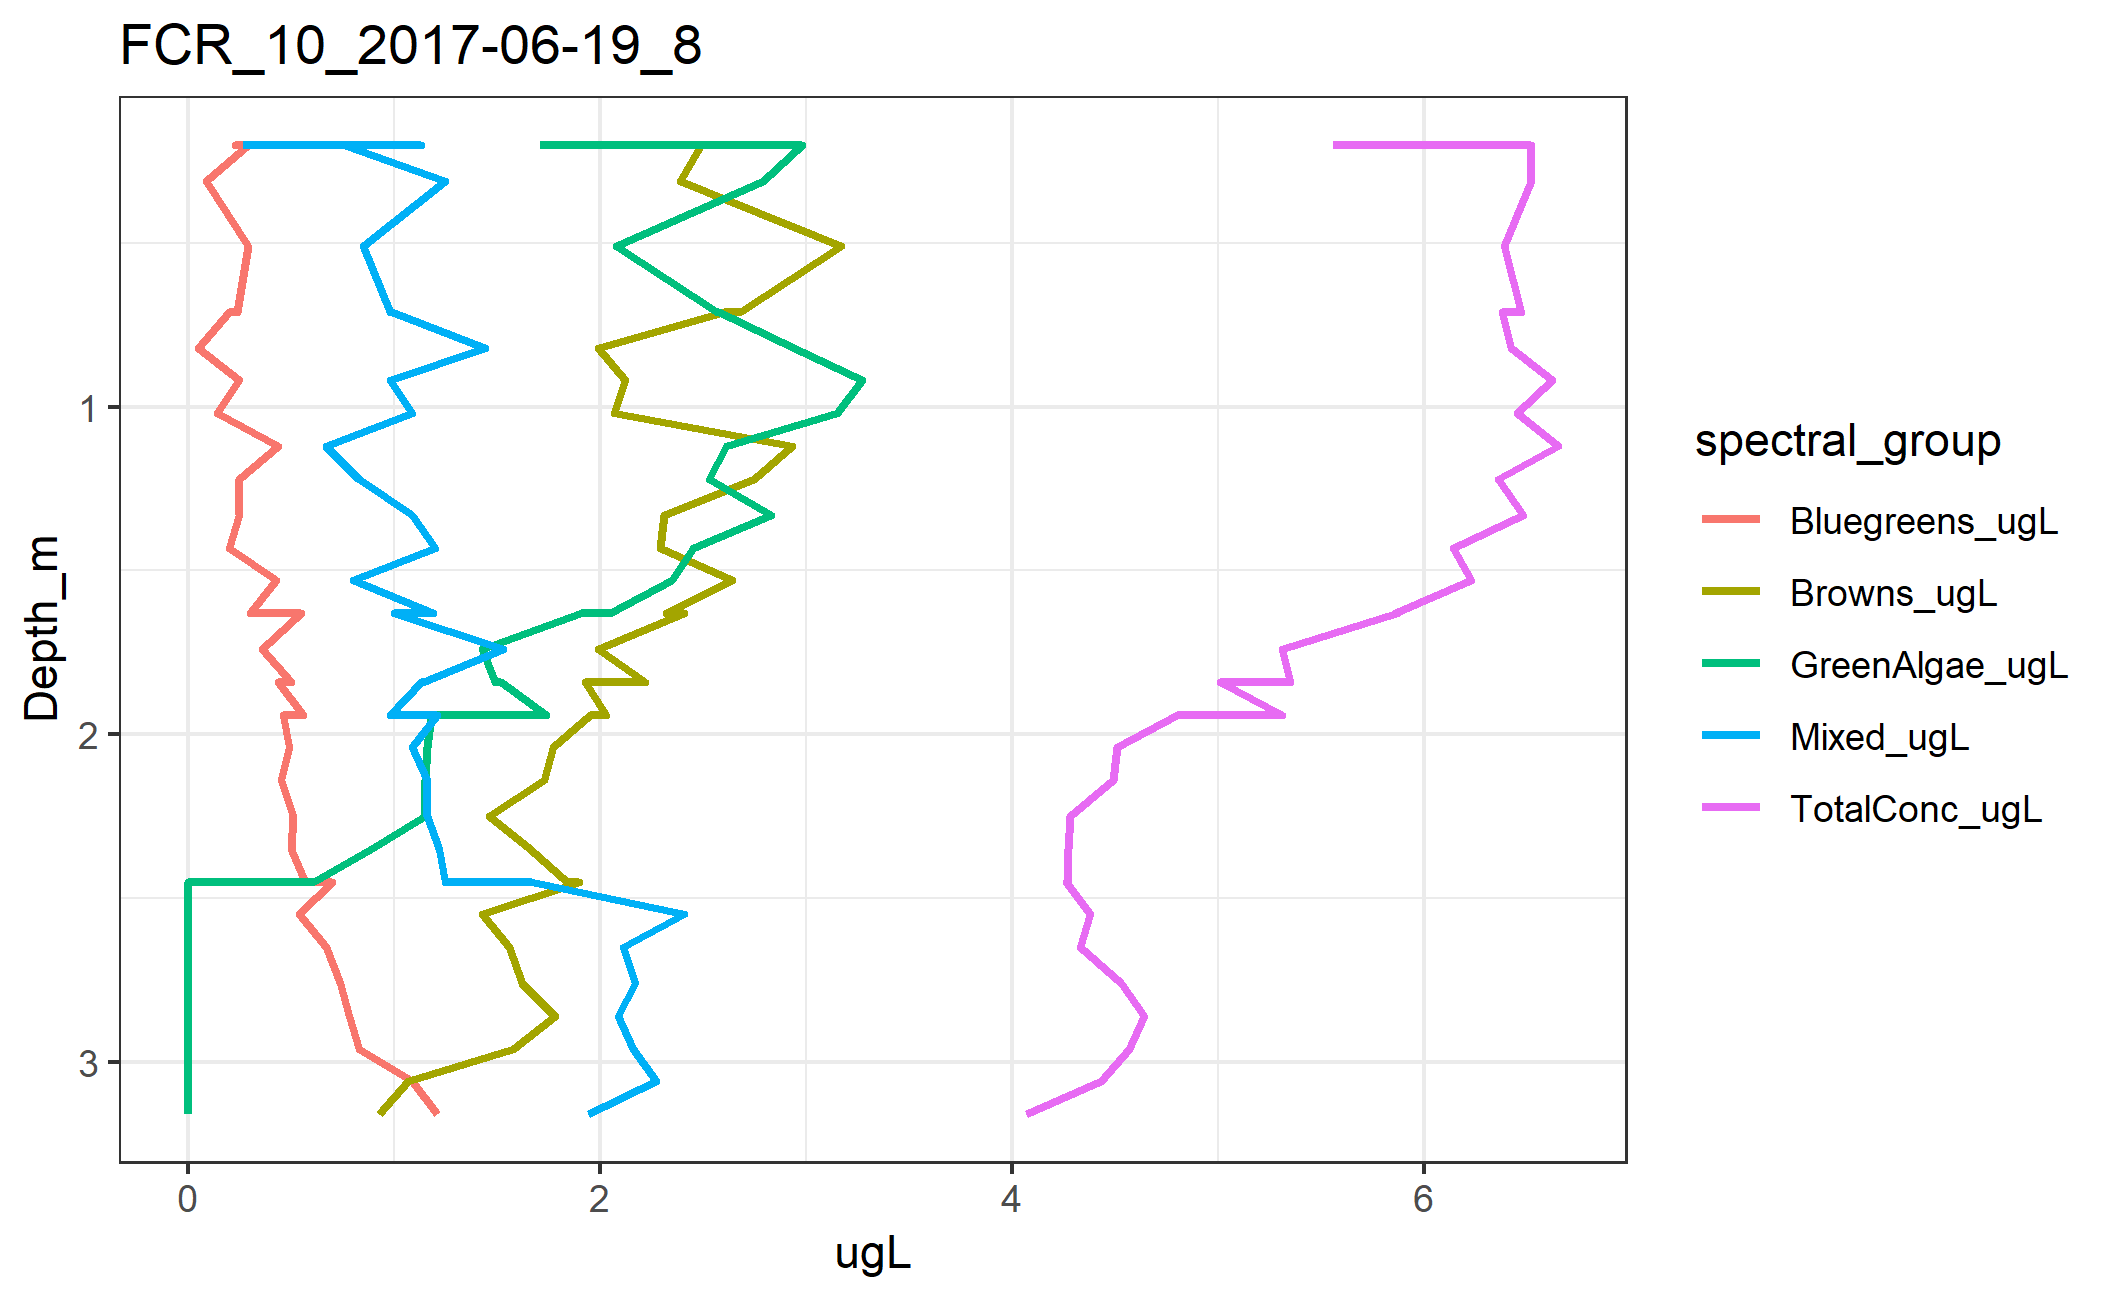 FCR_10_2017-06-19_8
Depth_m
1
2
3
0
2
4
6
ugL
spectral_group
Bluegreens_ugL
Browns_ugL
GreenAlgae_ugL
Mixed_ugL
TotalConc_ugL